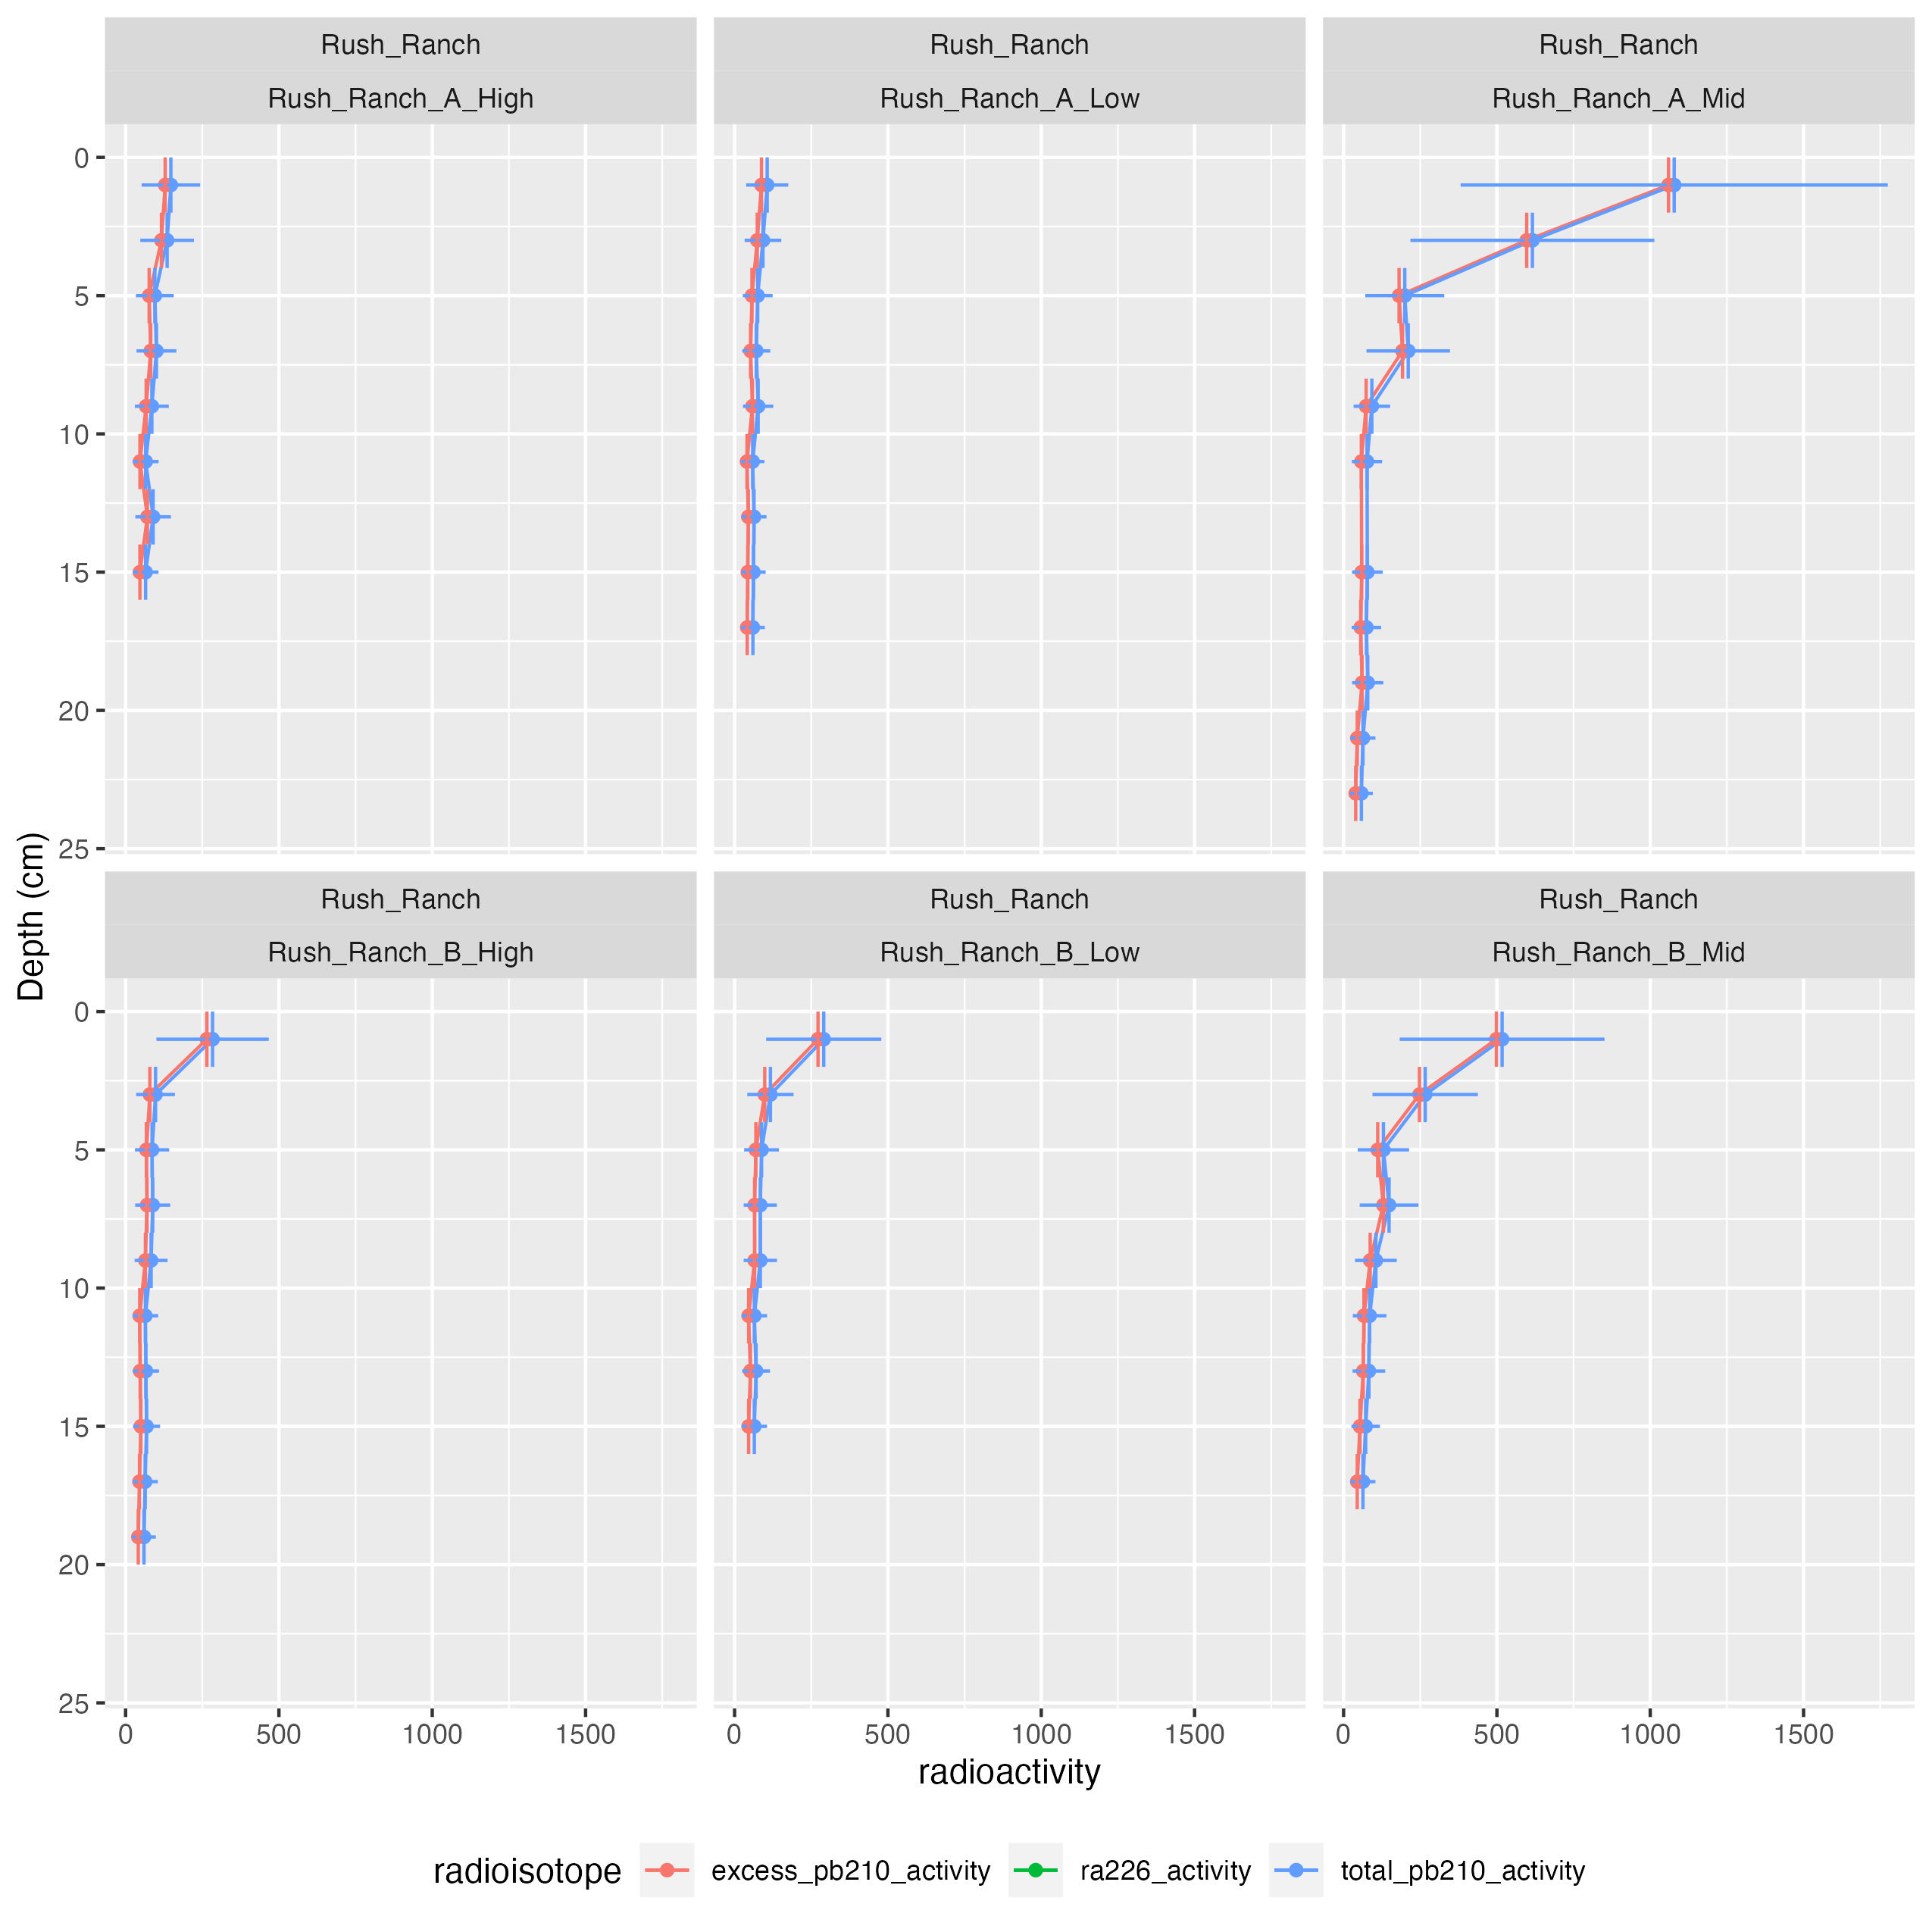 Rush_Ranch
Rush_Ranch
Rush_Ranch
Rush_Ranch_A_High
Rush_Ranch_A_Low
Rush_Ranch_A_Mid
0
5
10
15
20
25
Depth (cm)
Rush_Ranch
Rush_Ranch
Rush_Ranch
Rush_Ranch_B_High
Rush_Ranch_B_Low
Rush_Ranch_B_Mid
0
5
10
15
20
25
0 500 1000 1500
0 500 1000 1500
0 500 1000 1500
radioactivity
radioisotope excess_pb210_activity ra226_activity total_pb210_activity